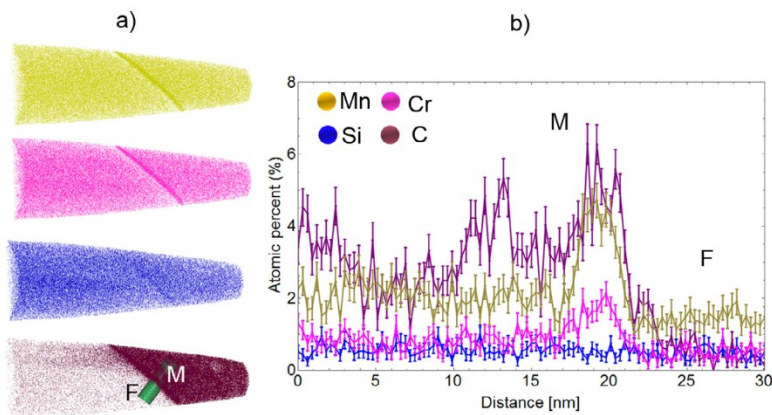 a)
b)
Mn
Cr
Si
C
M
F
M
F
Atomic percent (%)
8
6
4
2
0
0
5
10
15
20
25
30
Distance [nm]